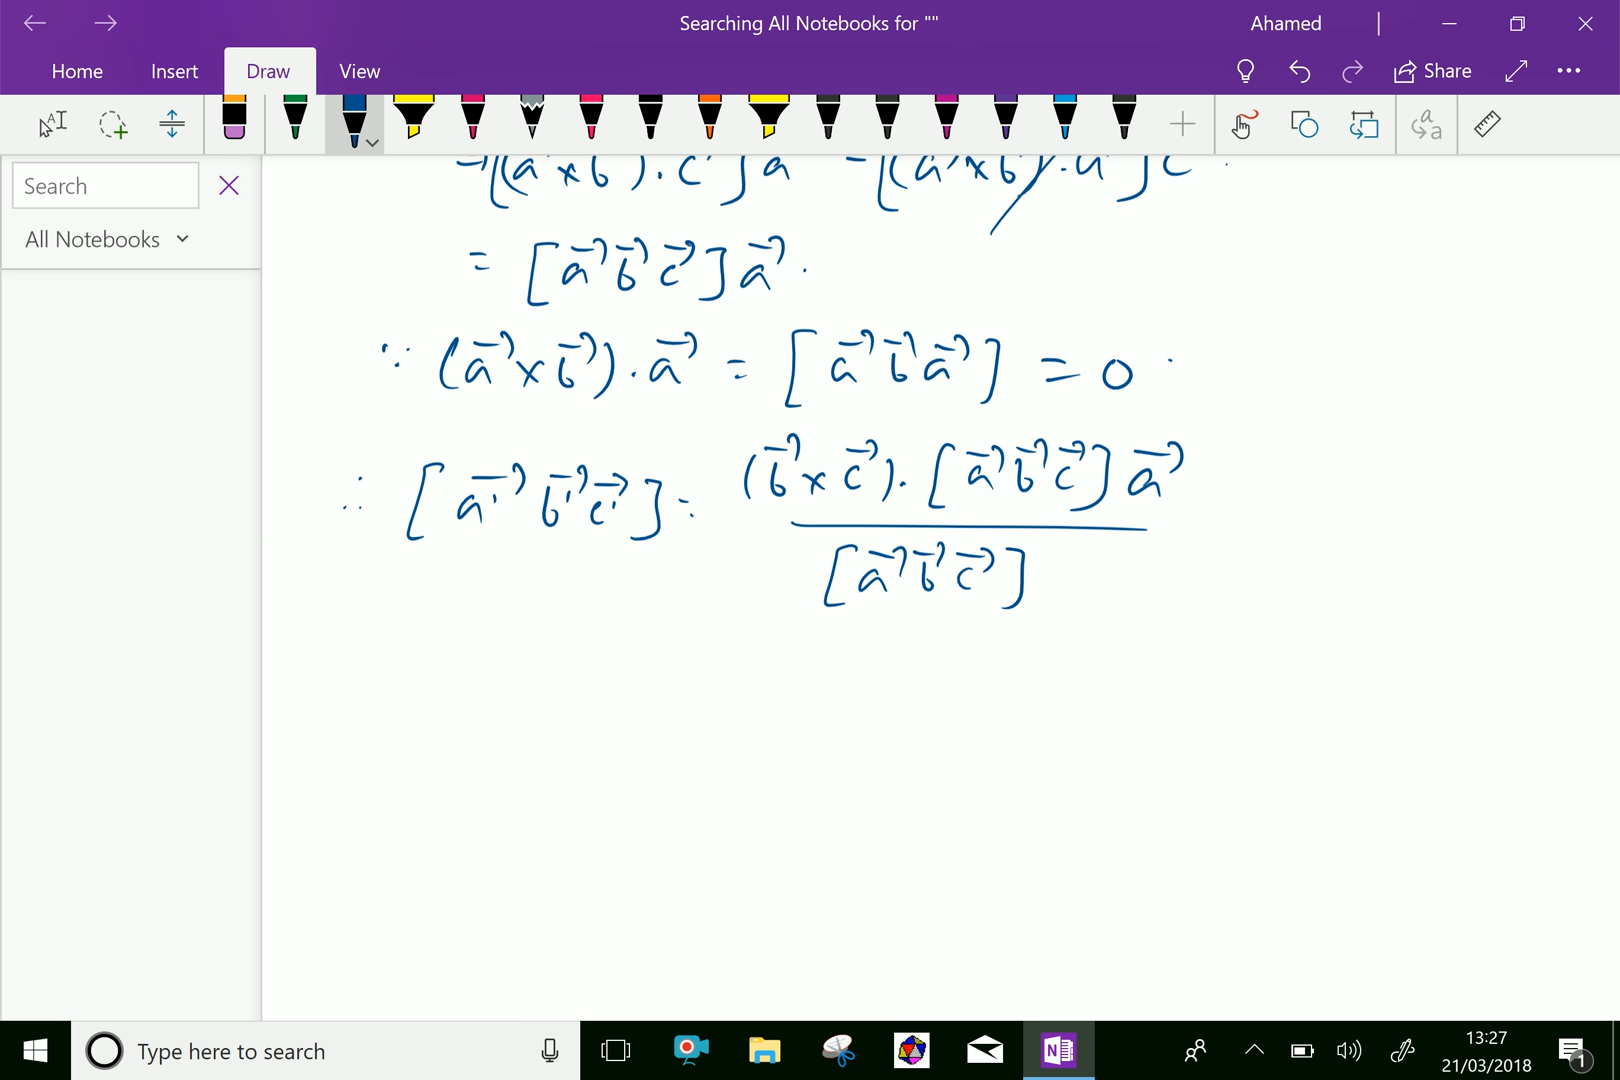 Searching All Notebooks for ""
Ahamed
Home Insert Draw View
Share
Search
All Notebooks
= [a⃗ b⃗ c⃗] a⃗.
∵ (a⃗ × b⃗) . a⃗ = [a⃗ b⃗ a⃗] = 0
∴ [a⃗' b⃗' c⃗'] = (b⃗ × c⃗) . [a⃗ b⃗ c⃗] a⃗
[a⃗ b⃗ c⃗]
Type here to search
13:27
21/03/2018
1